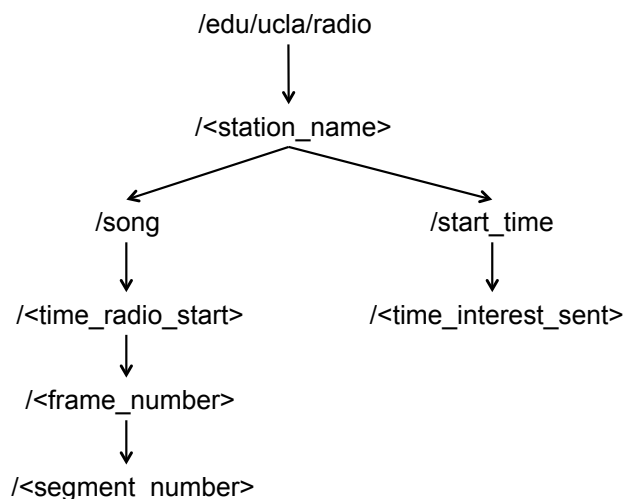 /edu/ucla/radio
/<station_name>
/song
/start_time
/<time_radio_start>
/<time_interest_sent>
/<frame_number>
/<segment_number>